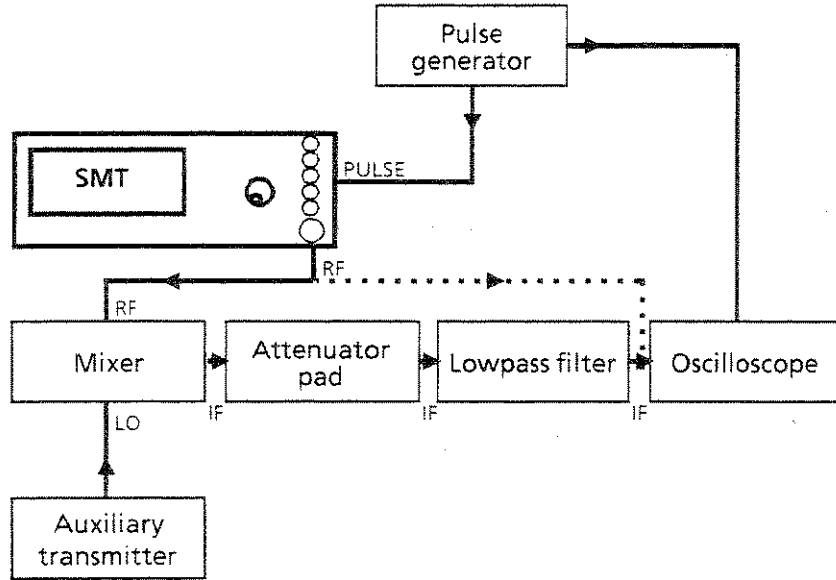 Pulse
generator
SMT
PULSE
RF
RF
Mixer
Attenuator
pad
Lowpass filter
Oscilloscope
LO
IF
IF
IF
Auxiliary
transmitter